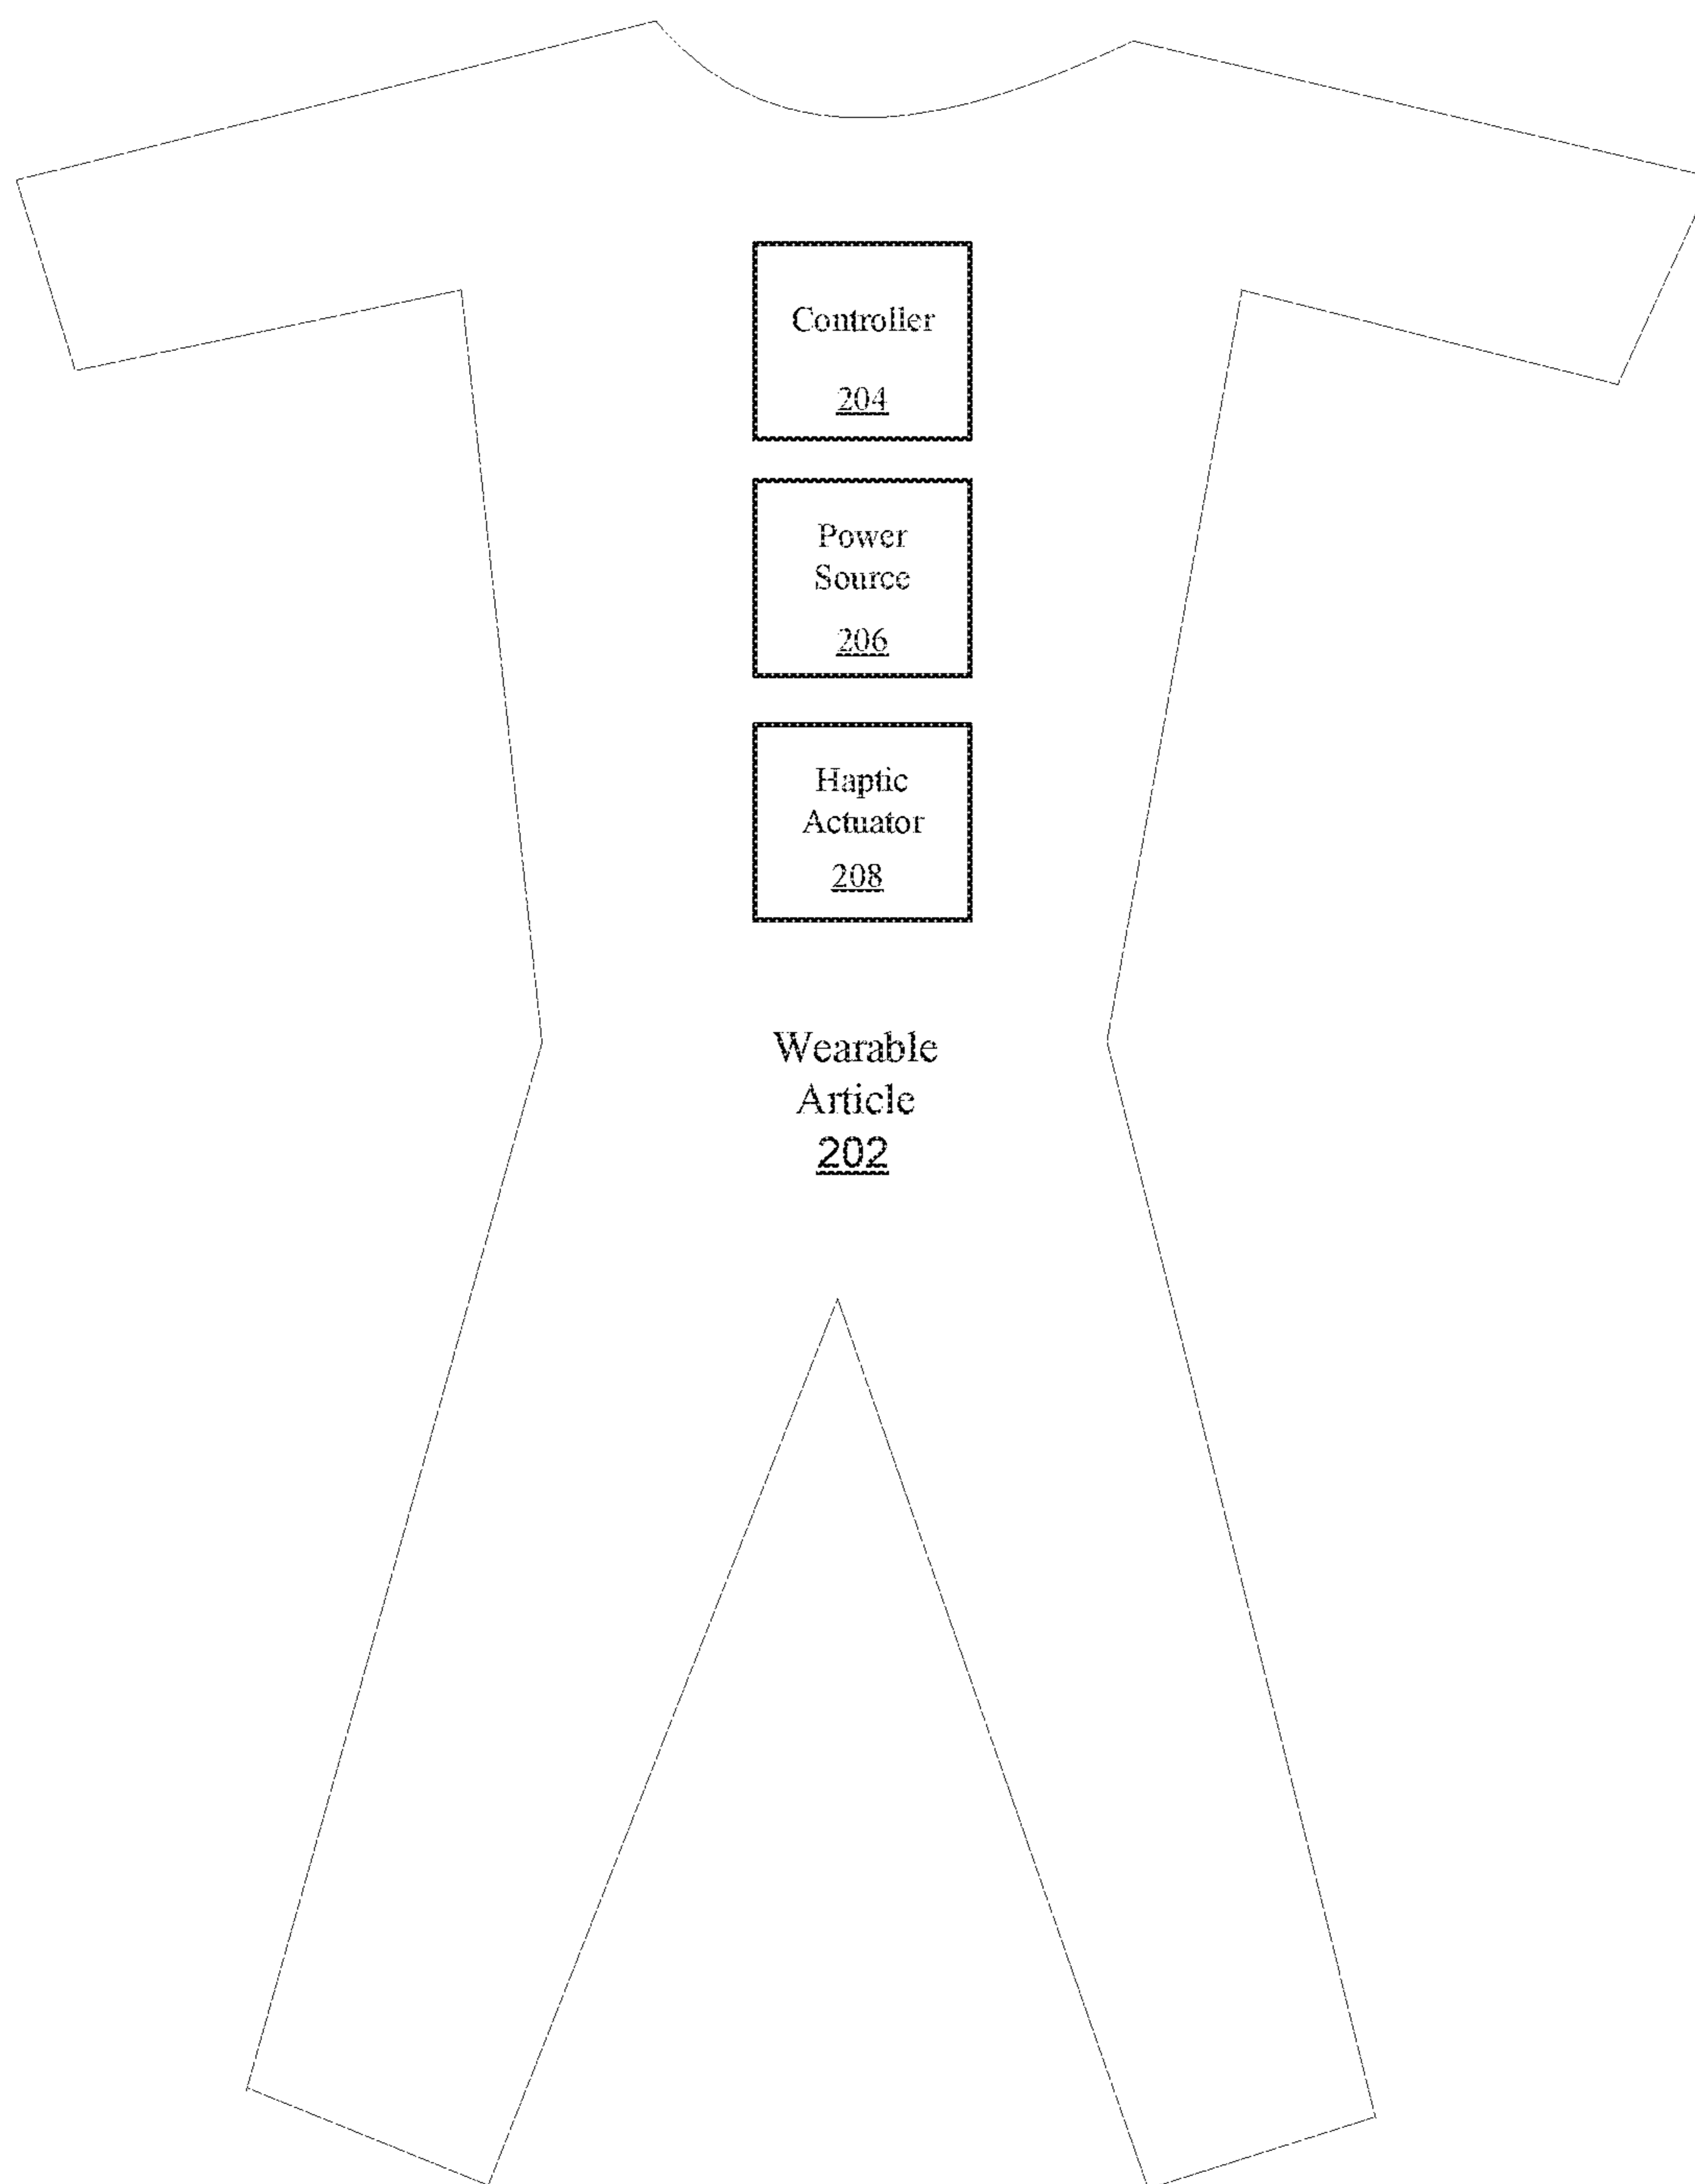 Controller
204
Power
Source
206
Haptic
Actuator
208
Wearable
Article
202